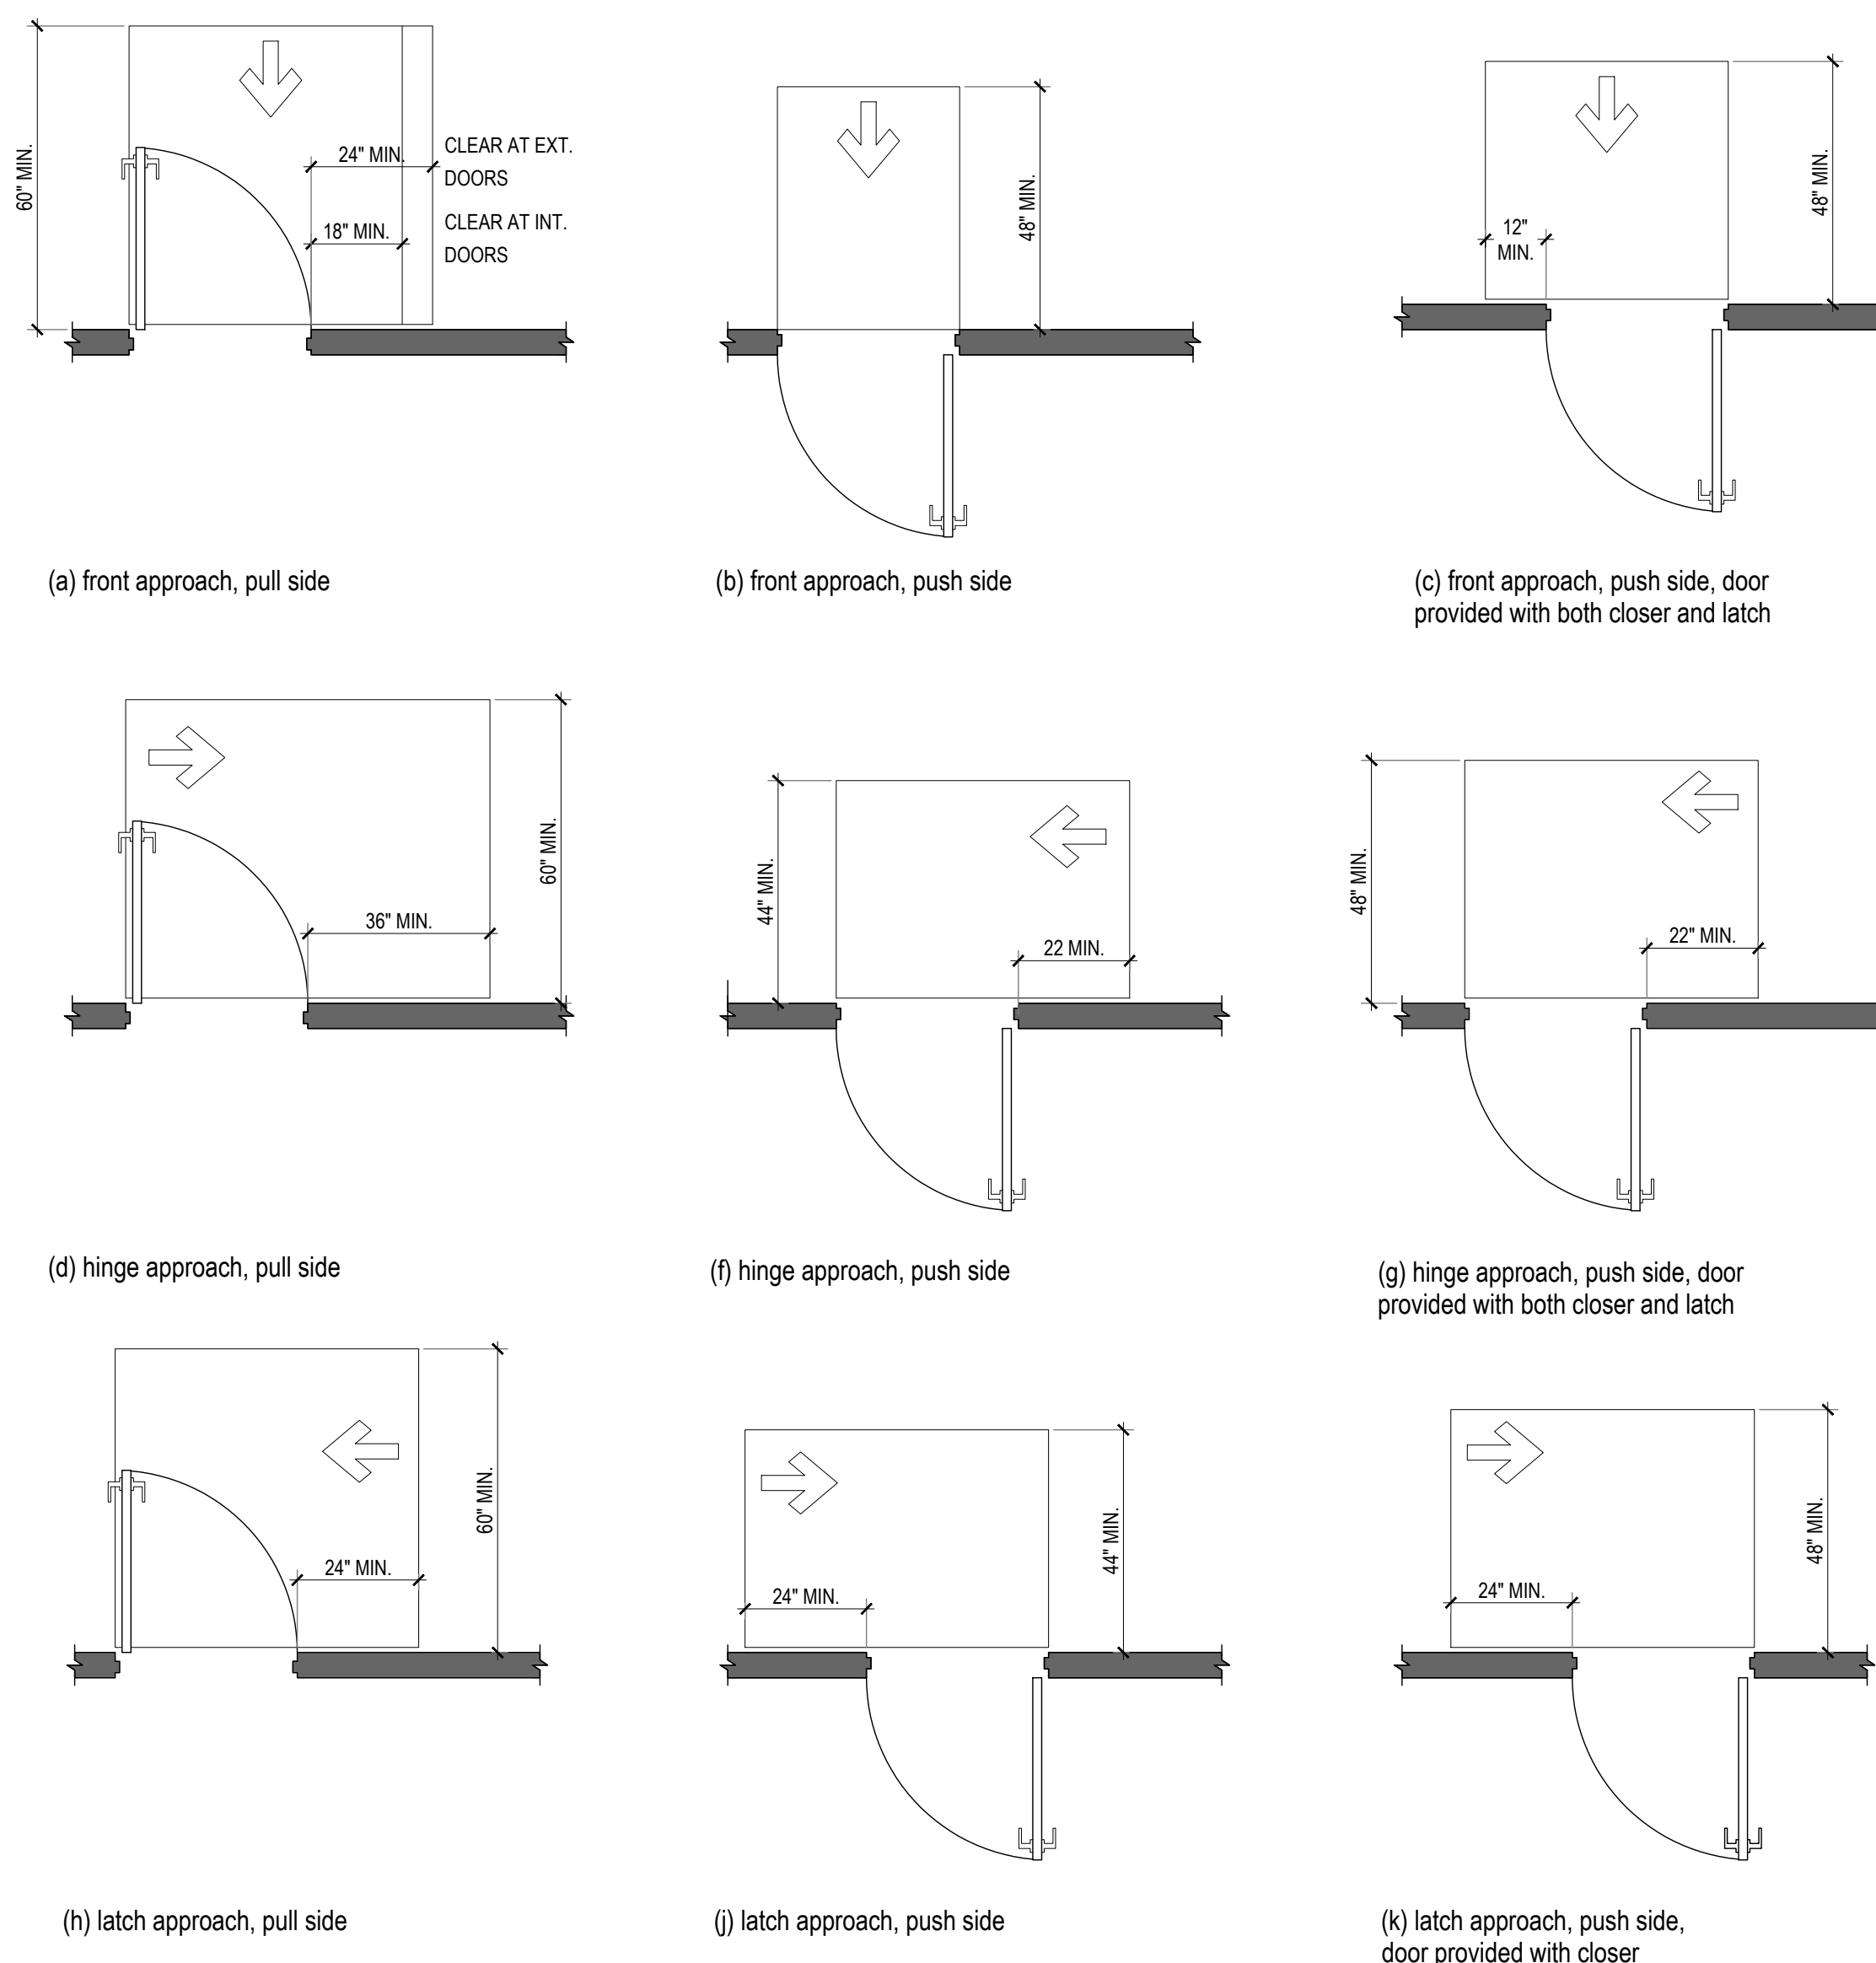 60" MIN.
24" MIN.
CLEAR AT EXT.
DOORS
18" MIN.
CLEAR AT INT.
DOORS
(a) front approach, pull side
48" MIN.
(b) front approach, push side
12"
MIN.
48" MIN.
(c) front approach, push side, door
provided with both closer and latch
60" MIN.
36" MIN.
(d) hinge approach, pull side
44" MIN.
22 MIN.
(f) hinge approach, push side
48" MIN.
22" MIN.
(g) hinge approach, push side, door
provided with both closer and latch
60" MIN.
24" MIN.
(h) latch approach, pull side
44" MIN.
24" MIN.
(j) latch approach, push side
48" MIN.
24" MIN.
(k) latch approach, push side,
door provided with closer